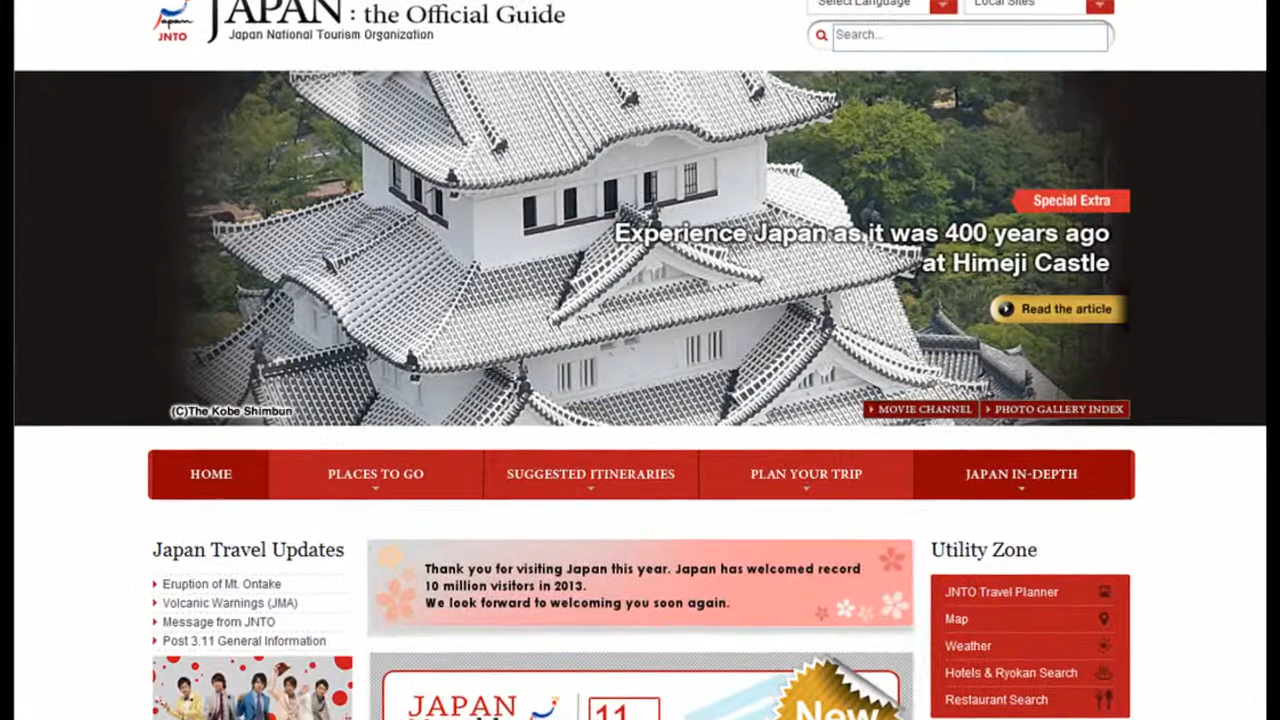 JAPAN: the Official Guide
Japan National Tourism Organization
Japan
JNTO
Select Language
Local Sites
Search...
Special Extra
Experience Japan as it was 400 years ago
at Himeji Castle
Read the article
(C)The Kobe Shimbun
MOVIE CHANNEL
PHOTO GALLERY INDEX
HOME
PLACES TO GO
SUGGESTED ITINERARIES
PLAN YOUR TRIP
JAPAN IN-DEPTH
Japan Travel Updates
Eruption of Mt. Ontake
Volcanic Warnings (JMA)
Message from JNTO
Post 3.11 General Information
Thank you for visiting Japan this year. Japan has welcomed record
10 million visitors in 2013.
We look forward to welcoming you soon again.
JAPAN
11
New
Utility Zone
JNTO Travel Planner
Map
Weather
Hotels & Ryokan Search
Restaurant Search